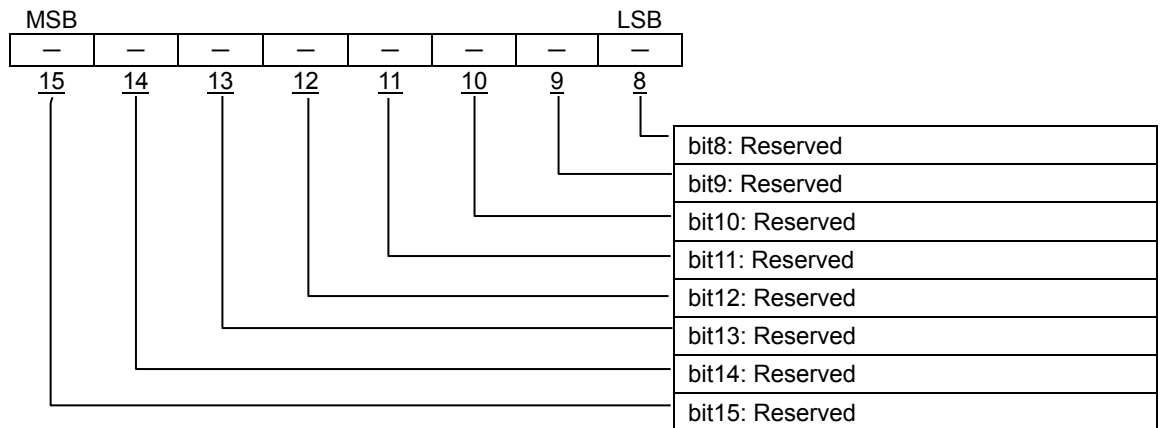 MSB LSB
— — — — — — — —
15 14 13 12 11 10 9 8
bit8: Reserved
bit9: Reserved
bit10: Reserved
bit11: Reserved
bit12: Reserved
bit13: Reserved
bit14: Reserved
bit15: Reserved